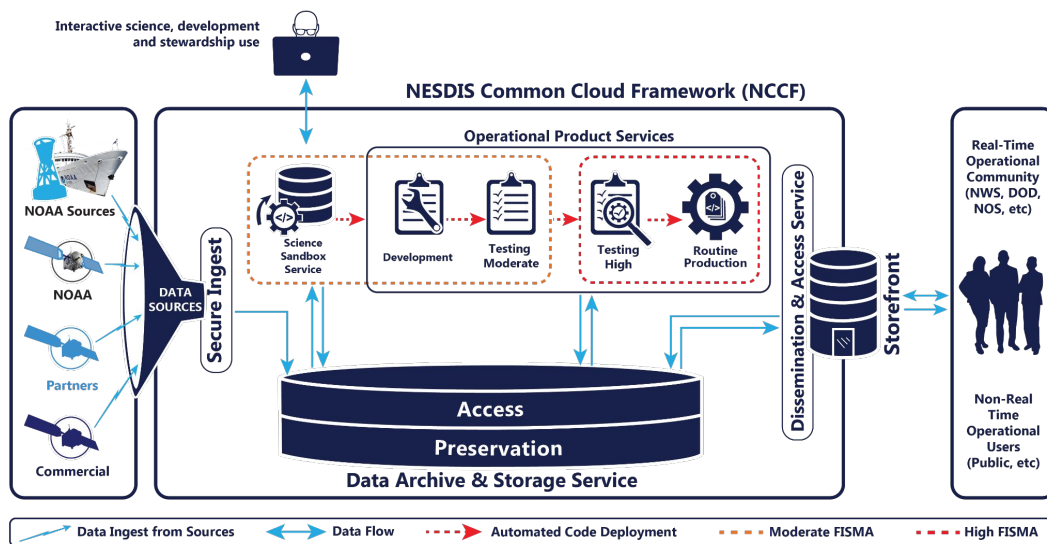 Interactive science, development
and stewardship use
NESDIS Common Cloud Framework (NCCF)
Operational Product Services
NOAA Sources
NOAA
Partners
Commercial
DATA
SOURCES
Secure Ingest
</>
Science
Sandbox
Service
Development
Testing
Moderate
</>
Testing
High
</>
Routine
Production
Access
Preservation
Data Archive & Storage Service
Dissemination & Access Service
Storefront
Real-Time
Operational
Community
(NWS, DOD,
NOS, etc)
Non-Real
Time
Operational
Users
(Public, etc)
Data Ingest from Sources
Data Flow
Automated Code Deployment
Moderate FISMA
High FISMA